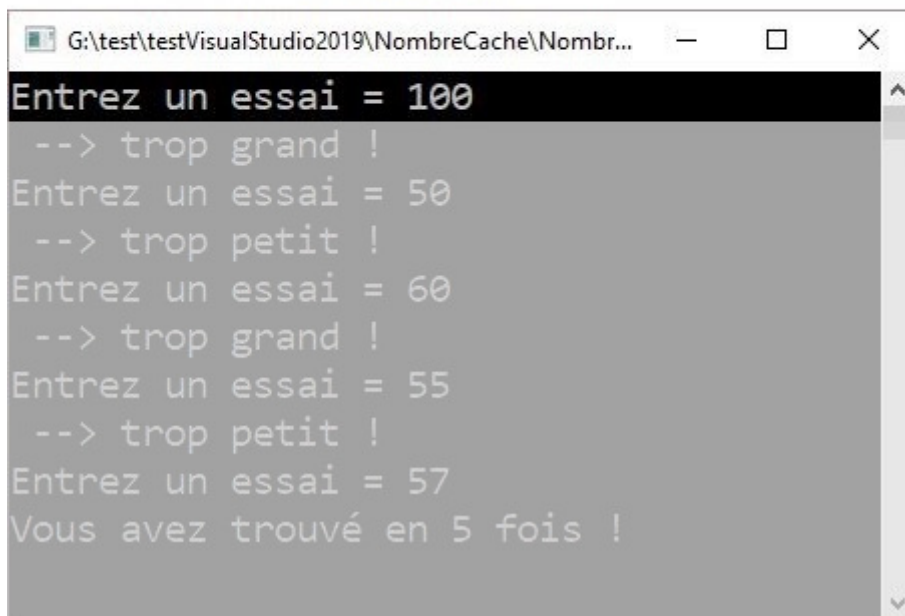 G:\test\testVisualStudio2019\NombreCache\Nombr...
Entrez un essai = 100
--> trop grand !
Entrez un essai = 50
--> trop petit !
Entrez un essai = 60
--> trop grand !
Entrez un essai = 55
--> trop petit !
Entrez un essai = 57
Vous avez trouvé en 5 fois !